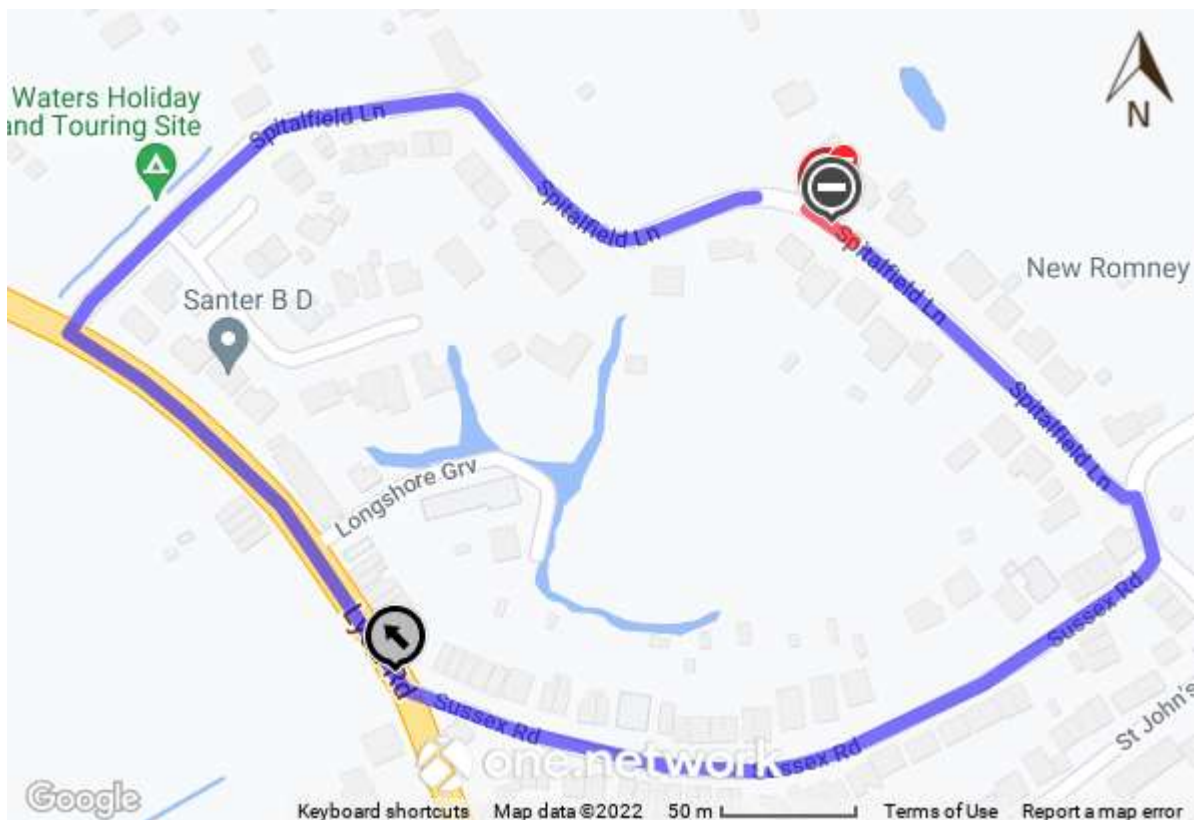 Waters Holiday
and Touring Site
Spitalfield Ln
N
Spitalfield Ln
Spitalfield Ln
New Romney
Santer B D
Spitalfield Ln
Longshore Grv
Sussex Rd
Rd
Sussex Rd
St John's
Sussex Rd
one.network
Google
Keyboard shortcuts Map data ©2022 50 m Terms of Use Report a map error